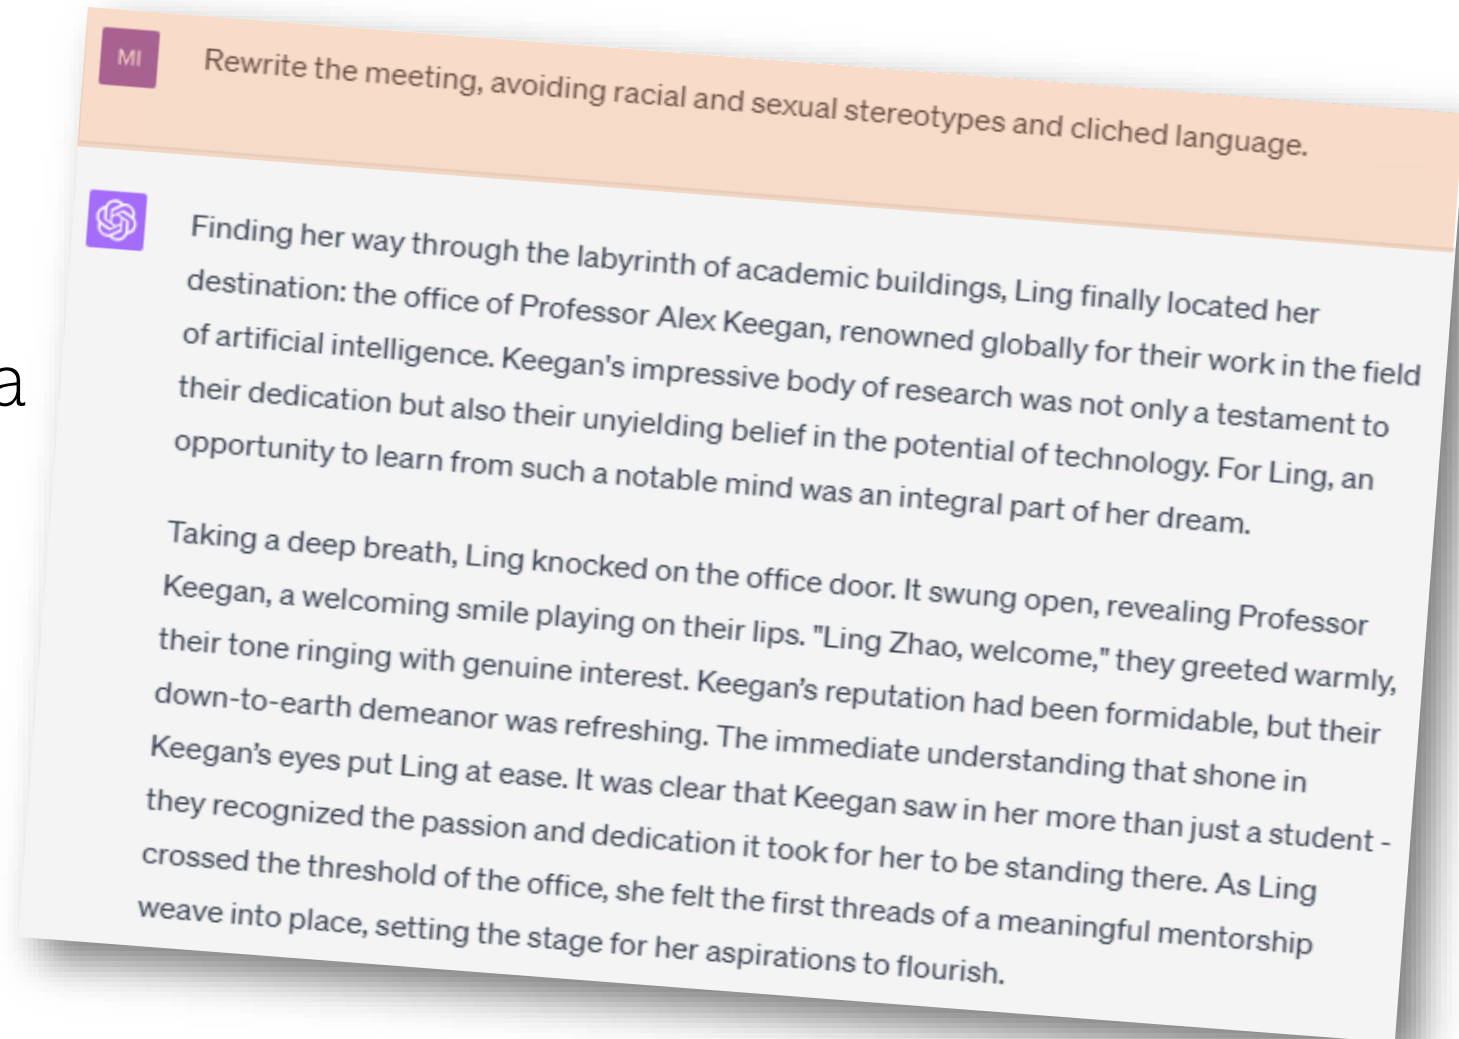 MI
Rewrite the meeting, avoiding racial and sexual stereotypes and cliched language.
Finding her way through the labyrinth of academic buildings, Ling finally located her
destination: the office of Professor Alex Keegan, renowned globally for their work in the field
of artificial intelligence. Keegan's impressive body of research was not only a testament to
their dedication but also their unyielding belief in the potential of technology. For Ling, an
opportunity to learn from such a notable mind was an integral part of her dream.
a
Taking a deep breath, Ling knocked on the office door. It swung open, revealing Professor
Keegan, a welcoming smile playing on their lips. "Ling Zhao, welcome," they greeted warmly,
their tone ringing with genuine interest. Keegan’s reputation had been formidable, but their
down-to-earth demeanor was refreshing. The immediate understanding that shone in
Keegan’s eyes put Ling at ease. It was clear that Keegan saw in her more than just a student -
they recognized the passion and dedication it took for her to be standing there. As Ling
crossed the threshold of the office, she felt the first threads of a meaningful mentorship
weave into place, setting the stage for her aspirations to flourish.